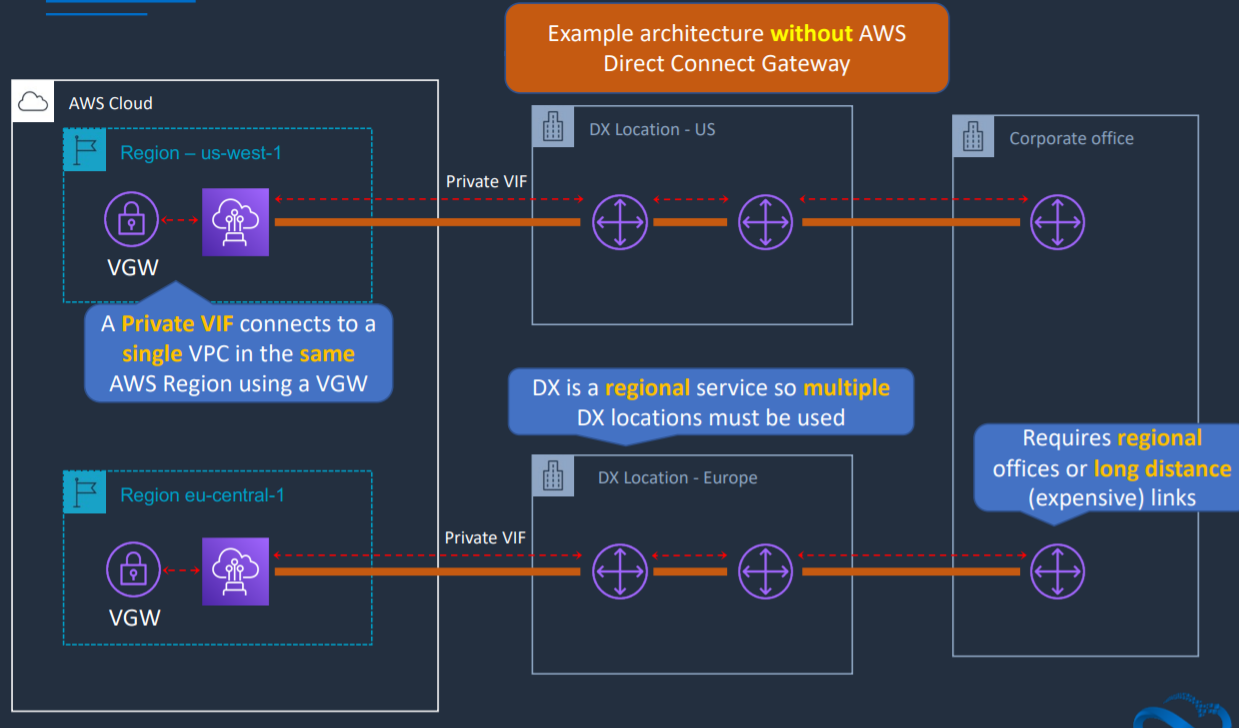 Example architecture without AWS
Direct Connect Gateway
AWS Cloud
Region – us-west-1
VGW
A Private VIF connects to a
single VPC in the same
AWS Region using a VGW
Private VIF
DX Location - US
Corporate office
DX is a regional service so multiple
DX locations must be used
Requires regional
offices or long distance
(expensive) links
Region eu-central-1
VGW
Private VIF
DX Location - Europe